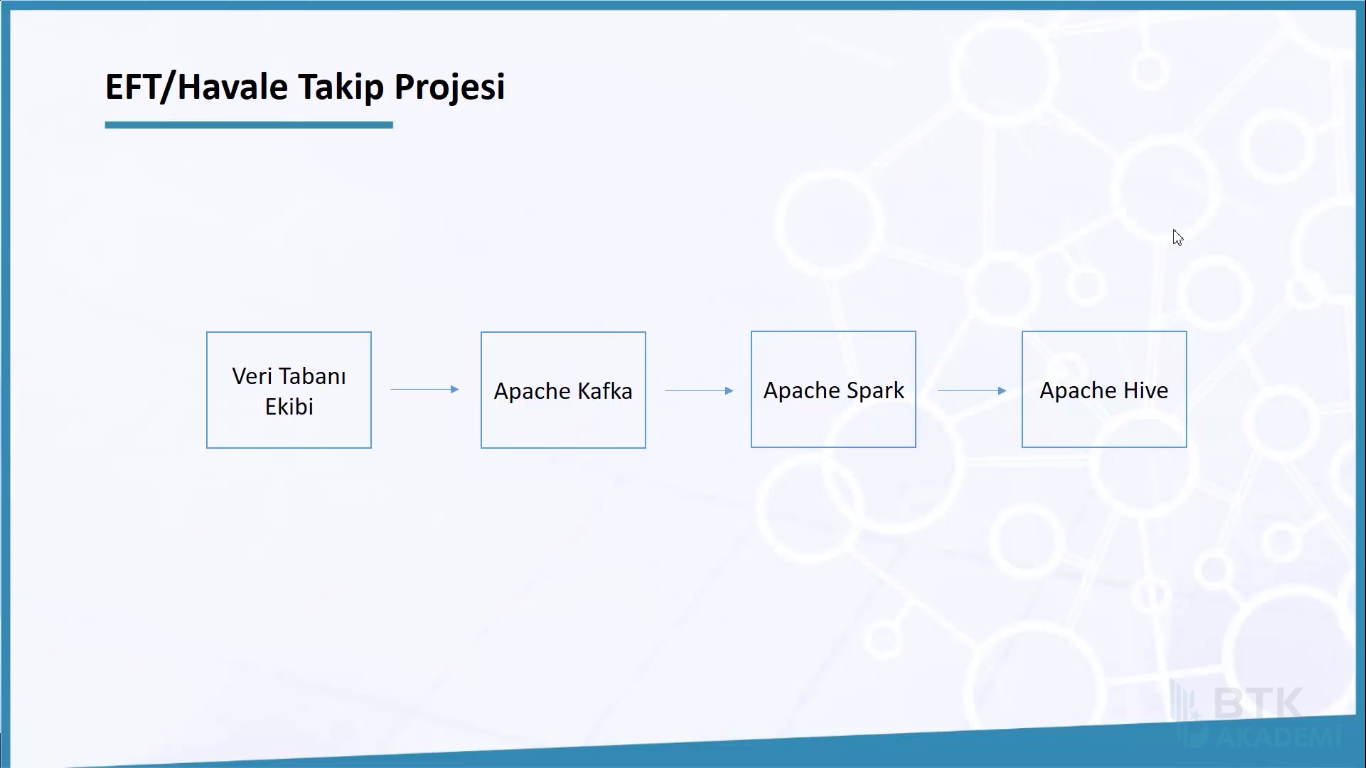 EFT/Havale Takip Projesi
Veri Tabanı
Ekibi
Apache Kafka
Apache Spark
Apache Hive
BTK
AKADEMİ